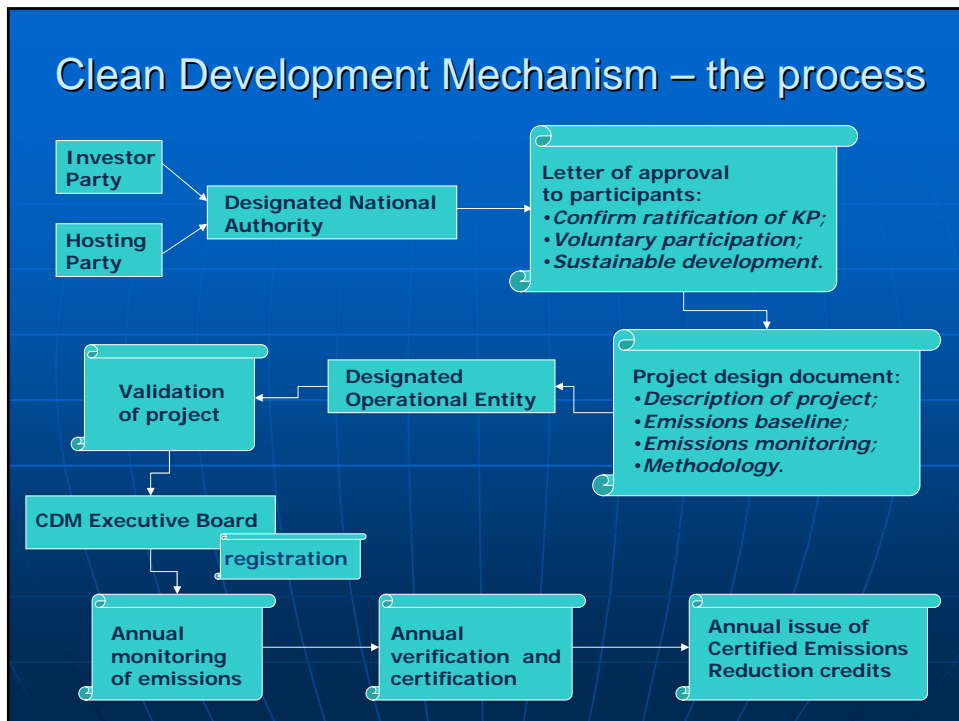 Clean Development Mechanism – the process
Investor
Party
Hosting
Party
Designated National
Authority
Letter of approval
to participants:
•Confirm ratification of KP;
•Voluntary participation;
•Sustainable development.
Project design document:
•Description of project;
•Emissions baseline;
•Emissions monitoring;
•Methodology.
Designated
Operational Entity
Validation
of project
CDM Executive Board
registration
Annual
monitoring
of emissions
Annual
verification and
certification
Annual issue of
Certified Emissions
Reduction credits